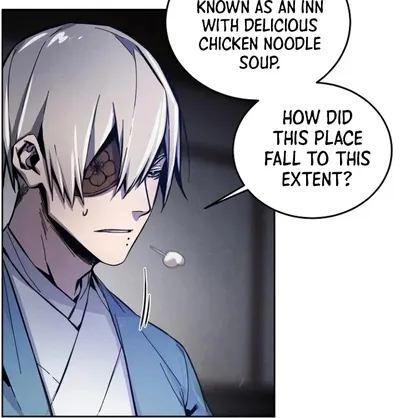 KNOWN AS AN INN
WITH DELICIOUS
CHICKEN NOODLE
SOUP.
HOW DID
THIS PLACE
FALL TO THIS
EXTENT?